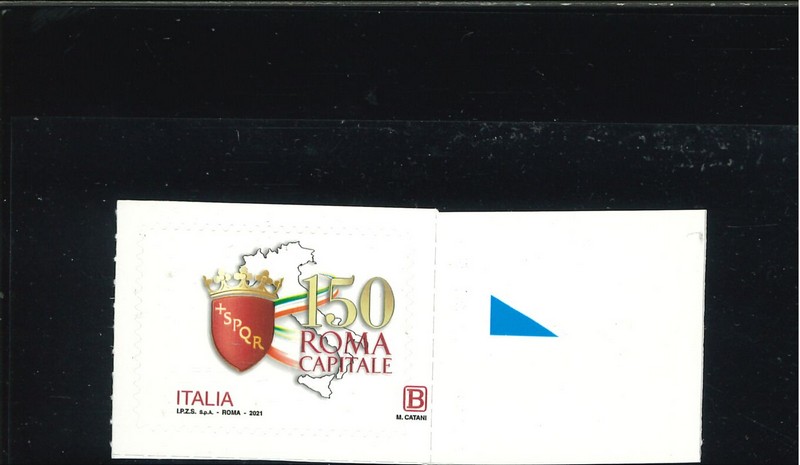 +SPQR
150
ROMA
CAPITALE
ITALIA
I.P.Z.S. S.p.A. - ROMA - 2021
B
M. CATANI